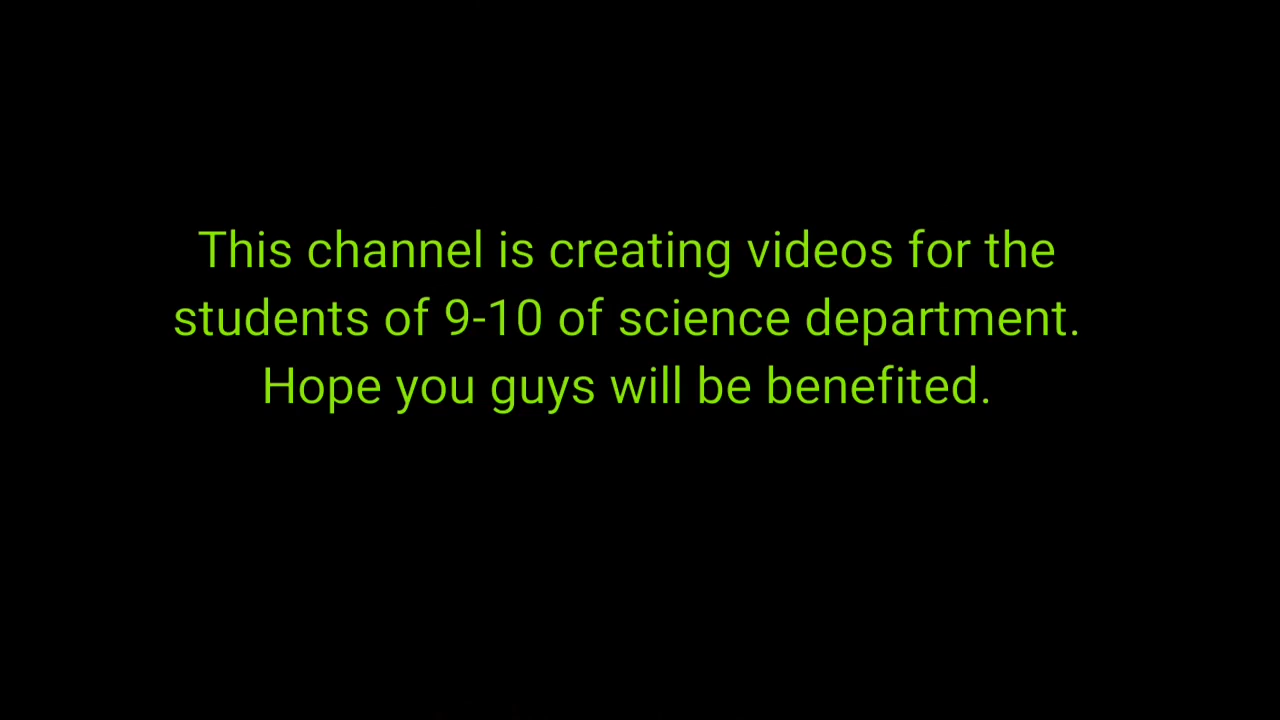 This channel is creating videos for the
students of 9-10 of science department.
Hope you guys will be benefited.